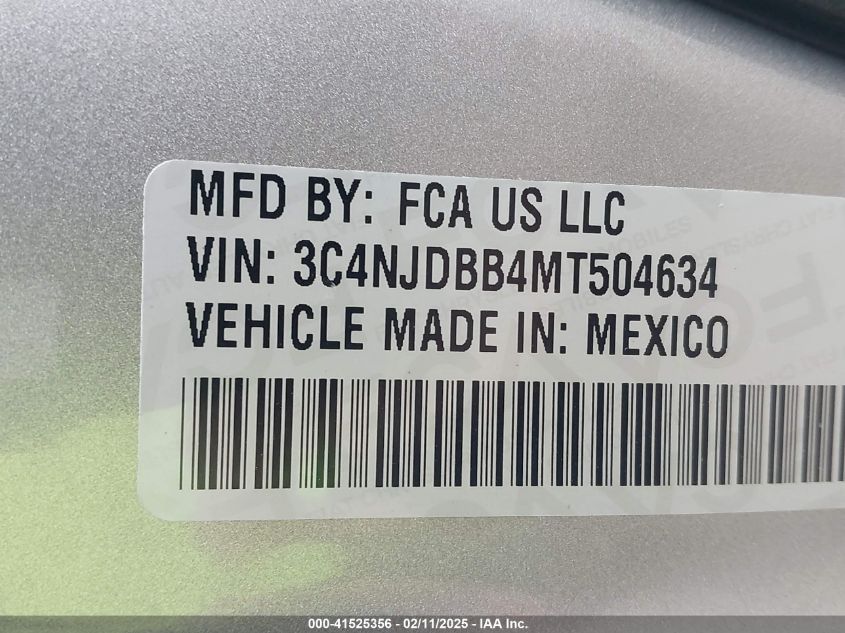 MFD BY: FCA US LLC
VIN: 3C4NJDBB4MT504634
VEHICLE MADE IN: MEXICO
000-41525356 - 02/11/2025 - IAA Inc.